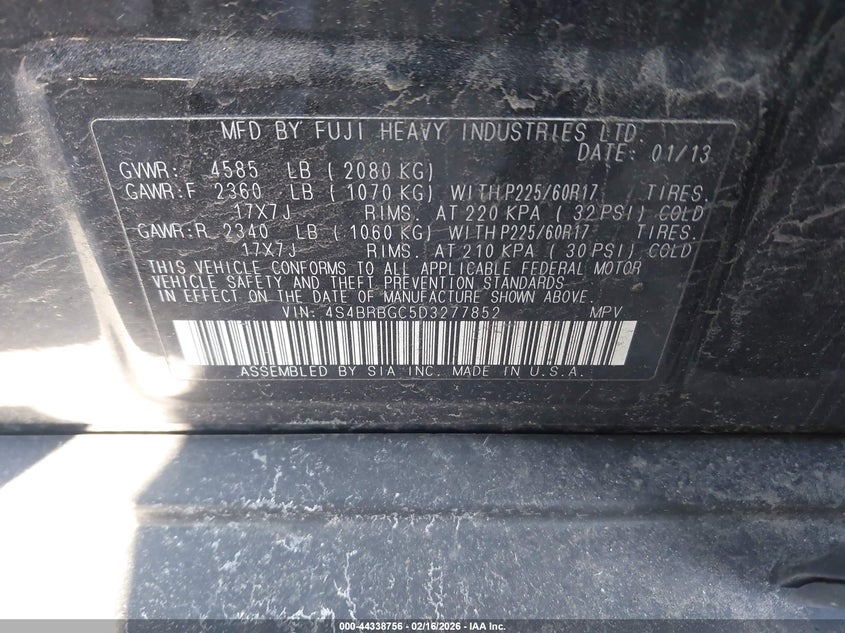 MFD BY FUJI HEAVY INDUSTRIES LTD.
DATE: 01/13
GVWR: 4585 LB ( 2080 KG)
GAWR:F 2360 LB ( 1070 KG) WITH P225/60R17 TIRES.
17X7J RIMS. AT 220 KPA ( 32 PSI) COLD
GAWR:R 2340 LB ( 1060 KG) WITH P225/60R17 TIRES.
17X7J RIMS. AT 210 KPA ( 30 PSI) COLD
THIS VEHICLE CONFORMS TO ALL APPLICABLE FEDERAL MOTOR
VEHICLE SAFETY AND THEFT PREVENTION STANDARDS
IN EFFECT ON THE DATE OF MANUFACTURE SHOWN ABOVE.
VIN: 4S4BRBGC5D3277852 MPV
ASSEMBLED BY SIA INC. MADE IN U.S.A.
000-44338756 - 02/16/2026 - IAA Inc.